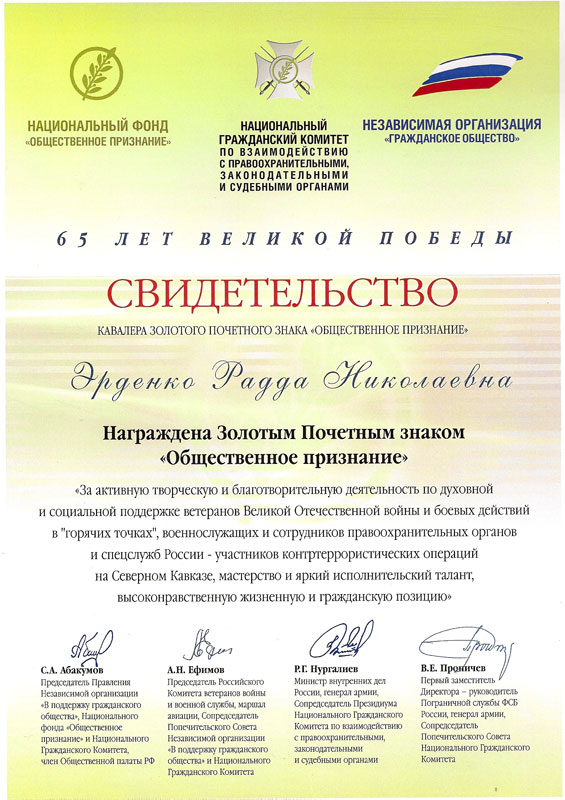 НАЦИОНАЛЬНЫЙ ФОНД
«ОБЩЕСТВЕННОЕ ПРИЗНАНИЕ»
НАЦИОНАЛЬНЫЙ
ГРАЖДАНСКИЙ КОМИТЕТ
ПО ВЗАИМОДЕЙСТВИЮ
С ПРАВООХРАНИТЕЛЬНЫМИ,
ЗАКОНОДАТЕЛЬНЫМИ
И СУДЕБНЫМИ ОРГАНАМИ
НЕЗАВИСИМАЯ ОРГАНИЗАЦИЯ
«ГРАЖДАНСКОЕ ОБЩЕСТВО»
65 ЛЕТ ВЕЛИКОЙ ПОБЕДЫ
СВИДЕТЕЛЬСТВО
КАВАЛЕРА ЗОЛОТОГО ПОЧЕТНОГО ЗНАКА «ОБЩЕСТВЕННОЕ ПРИЗНАНИЕ»
Эрденко Радда Николаевна
Награждена Золотым Почетным знаком
«Общественное признание»
«За активную творческую и благотворительную деятельность по духовной
и социальной поддержке ветеранов Великой Отечественной войны и боевых действий
в "горячих точках", военнослужащих и сотрудников правоохранительных органов
и спецслужб России - участников контртеррористических операций
на Северном Кавказе, мастерство и яркий исполнительский талант,
высоконравственную жизненную и гражданскую позицию»
С.А. Абакумов
Председатель Правления
Независимой организации
«В поддержку гражданского
общества», Национального
фонда «Общественное
признание» и Национального
Гражданского Комитета,
член Общественной палаты РФ
А.Н. Ефимов
Председатель Российского
Комитета ветеранов войны
и военной службы, маршал
авиации, Сопредседатель
Попечительского Совета
Независимой организации
«В поддержку гражданского
общества» и Национального
Гражданского Комитета
Р.Г. Нургалиев
Министр внутренних дел
России, генерал армии,
Сопредседатель Президиума
Национального Гражданского
Комитета по взаимодействию
с правоохранительными,
законодательными
и судебными органами
В.Е. Проничев
Первый заместитель
Директора – руководитель
Пограничной службы ФСБ
России, генерал армии,
Сопредседатель
Попечительского Совета
Национального Гражданского
Комитета